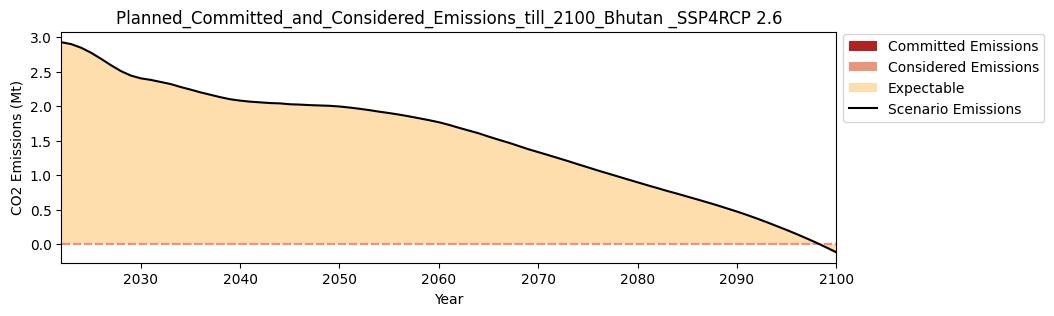 Planned_Committed_and_Considered_Emissions_till_2100_Bhutan _SSP4RCP 2.6
3.0
2.5
2.0
1.5
1.0
0.5
0.0
CO2 Emissions (Mt)
2030
2040
2050
2060
2070
2080
2090
2100
Year
Committed Emissions
Considered Emissions
Expectable
Scenario Emissions